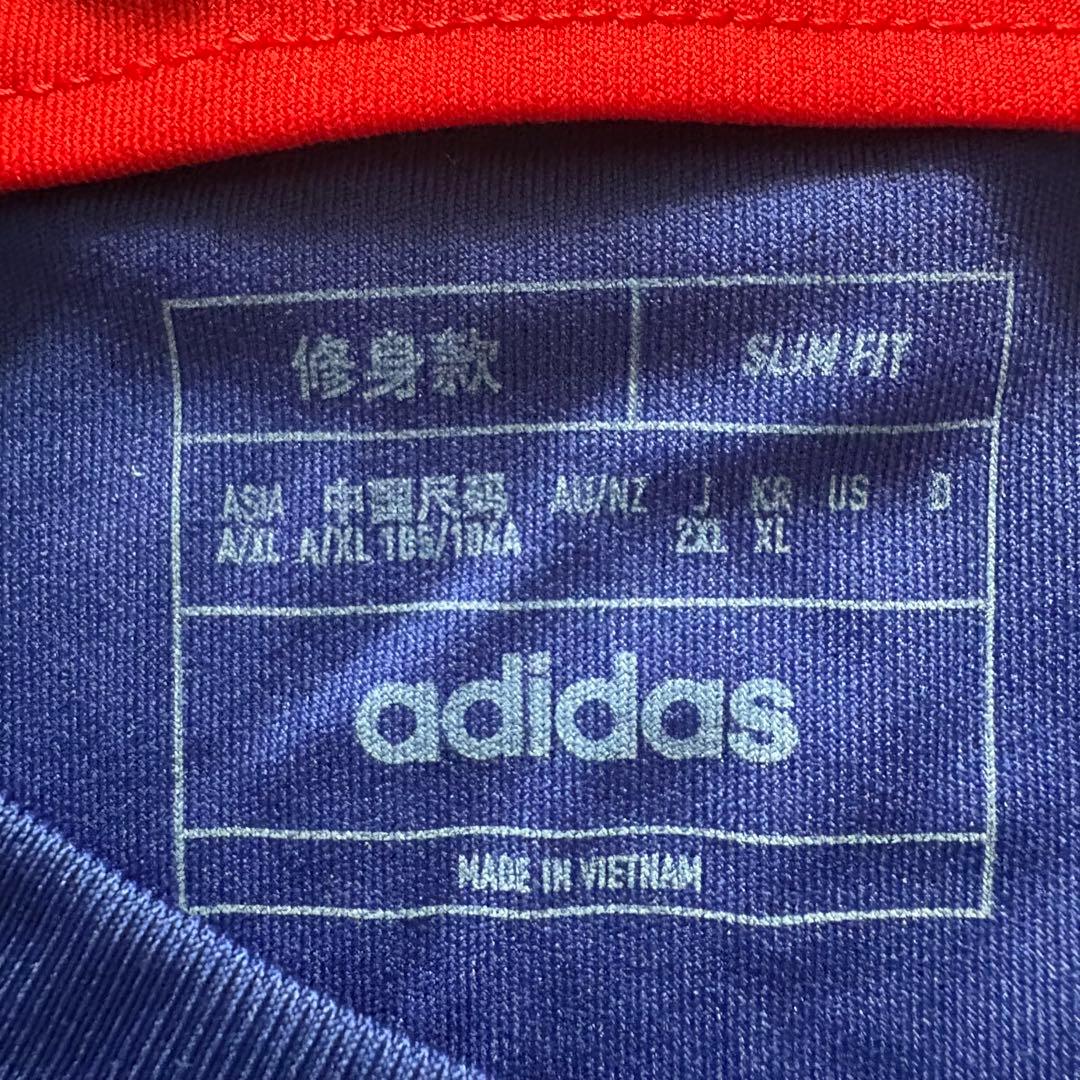 修身款 SLIM FIT
ASIA 中国尺码 AU/NZ J KR US D
A/XL A/XL 185/104A 2XL XL
adidas
MADE IN VIETNAM